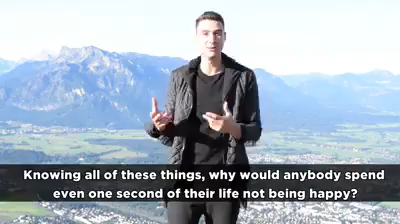 Knowing all of these things, why would anybody spend
even one second of their life not being happy?